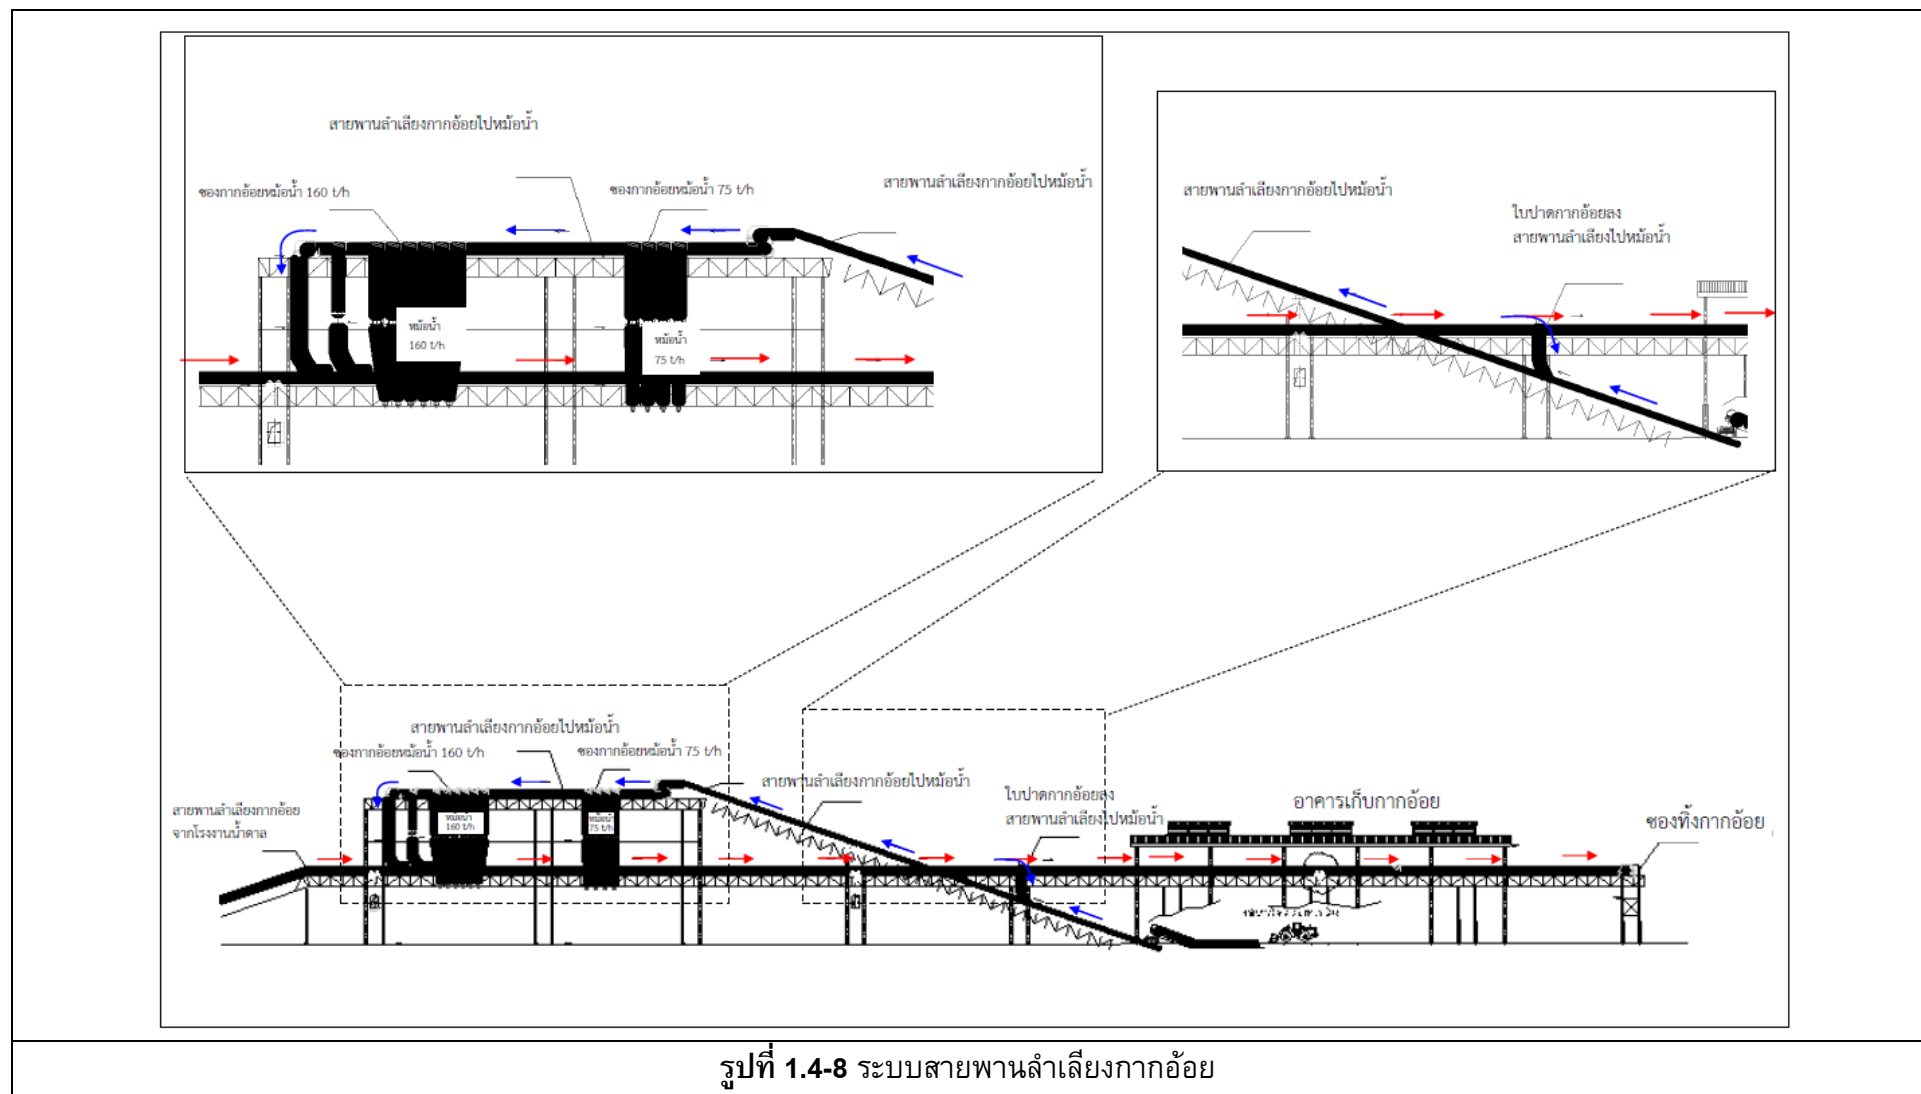 สายพานลำเลียงกากอ้อยไปหม้อน้ำ
ซองกากอ้อยหม้อน้ำ 160 t/h
ซองกากอ้อยหม้อน้ำ 75 t/h
สายพานลำเลียงกากอ้อยไปหม้อน้ำ
หม้อน้ำ
160 t/h
หม้อน้ำ
75 t/h
สายพานลำเลียงกากอ้อยไปหม้อน้ำ
ใบปาดกากอ้อยลง
สายพานลำเลียงไปหม้อน้ำ
สายพานลำเลียงกากอ้อยไปหม้อน้ำ
ซองกากอ้อยหม้อน้ำ 160 t/h
ซองกากอ้อยหม้อน้ำ 75 t/h
สายพานลำเลียงกากอ้อยไปหม้อน้ำ
สายพานลำเลียงกากอ้อย
จากโรงงานน้ำตาล
หม้อน้ำ
160 t/h
หม้อน้ำ
75 t/h
ใบปาดกากอ้อยลง
สายพานลำเลียงไปหม้อน้ำ
อาคารเก็บกากอ้อย
ซองทิ้งกากอ้อย
รูปที่ 1.4-8 ระบบสายพานลำเลียงกากอ้อย